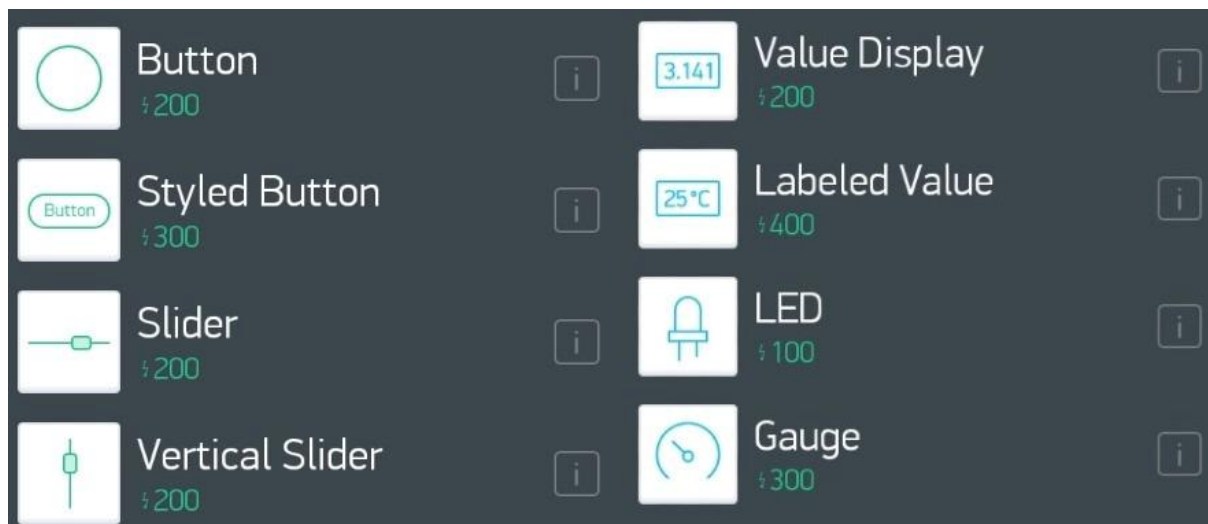 Button
200
i
Button
Styled Button
300
i
Slider
200
i
Vertical Slider
200
i
3.141
Value Display
200
i
25°C
Labeled Value
400
i
LED
100
i
Gauge
300
i